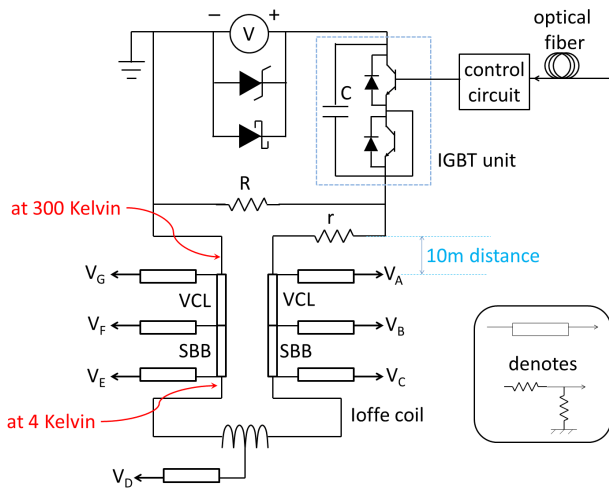 − V +
optical
fiber
control
circuit
C
IGBT unit
R
at 300 Kelvin
r
10m distance
V_G VCL VCL V_A
V_F V_B
SBB SBB
V_E V_C
at 4 Kelvin
Ioffe coil
V_D
denotes